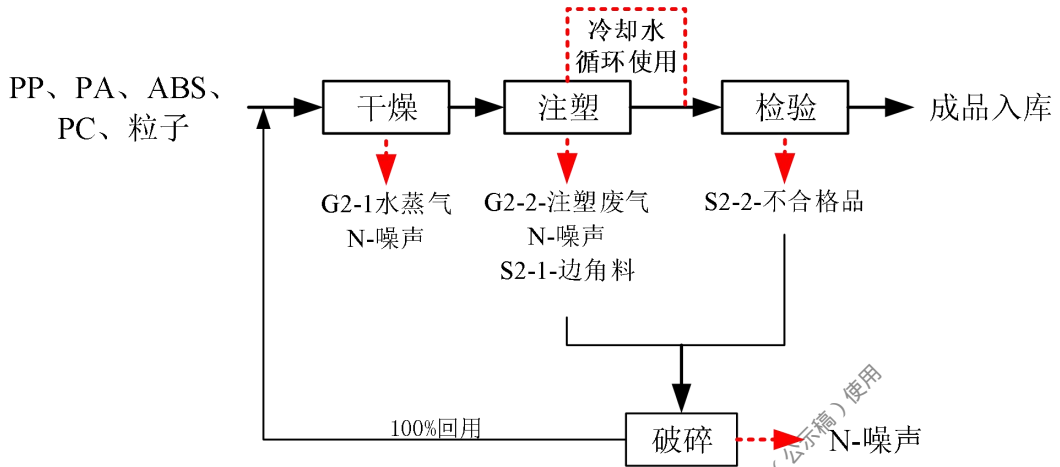 冷却水
循环使用
PP、PA、ABS、
PC、粒子
干燥
注塑
检验
成品入库
G2-1水蒸气
N-噪声
G2-2-注塑废气
N-噪声
S2-1-边角料
S2-2-不合格品
100%回用
破碎
N-噪声
（公示稿）使用